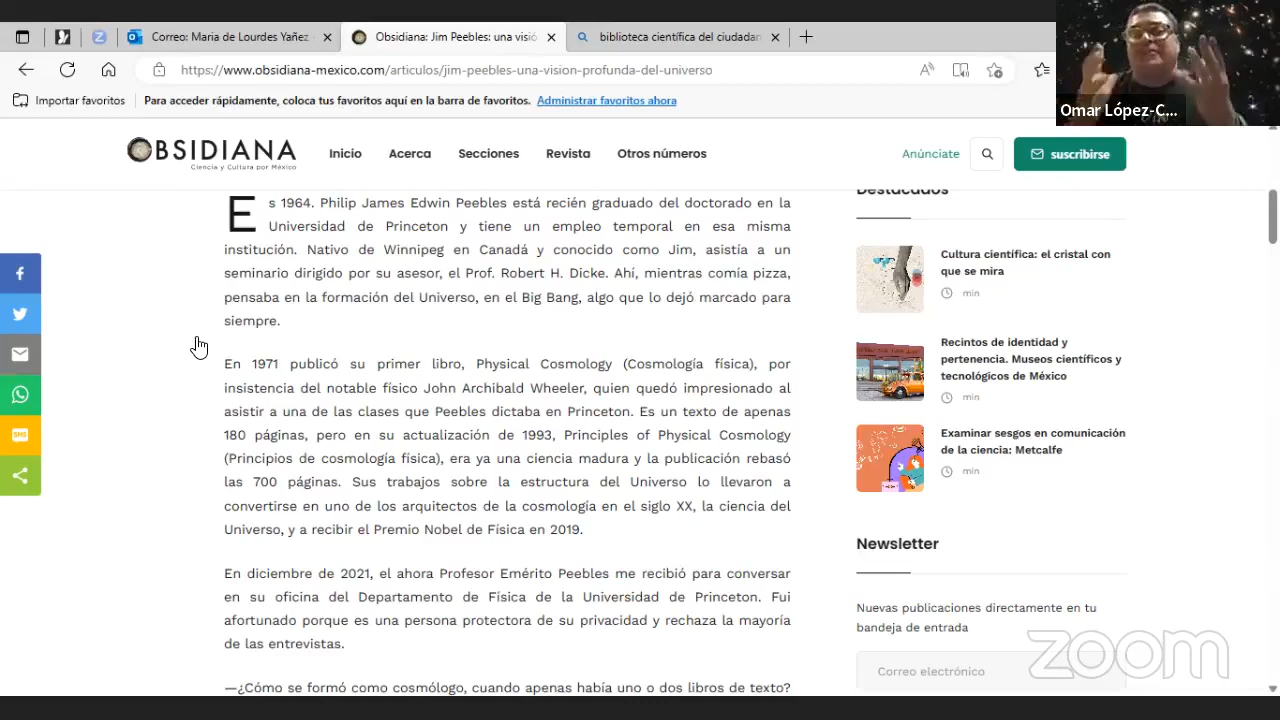 Correo: Maria de Lourdes Yañez
Obsidiana: Jim Peebles: una visió
biblioteca científica del ciudadan
https://www.obsidiana-mexico.com/articulos/jim-peebles-una-vision-profunda-del-universo
Importar favoritos
Para acceder rápidamente, coloca tus favoritos aquí en la barra de favoritos. Administrar favoritos ahora
Omar López-C...
OBSIDIANA
Ciencia y Cultura por México
Inicio
Acerca
Secciones
Revista
Otros números
Anúnciate
suscribirse
Es 1964. Philip James Edwin Peebles está recién graduado del doctorado en la
Universidad de Princeton y tiene un empleo temporal en esa misma
institución. Nativo de Winnipeg en Canadá y conocido como Jim, asistía a un
seminario dirigido por su asesor, el Prof. Robert H. Dicke. Ahí, mientras comía pizza,
pensaba en la formación del Universo, en el Big Bang, algo que lo dejó marcado para
siempre.
En 1971 publicó su primer libro, Physical Cosmology (Cosmología física), por
insistencia del notable físico John Archibald Wheeler, quien quedó impresionado al
asistir a una de las clases que Peebles dictaba en Princeton. Es un texto de apenas
180 páginas, pero en su actualización de 1993, Principles of Physical Cosmology
(Principios de cosmología física), era ya una ciencia madura y la publicación rebasó
las 700 páginas. Sus trabajos sobre la estructura del Universo lo llevaron a
convertirse en uno de los arquitectos de la cosmología en el siglo XX, la ciencia del
Universo, y a recibir el Premio Nobel de Física en 2019.
En diciembre de 2021, el ahora Profesor Emérito Peebles me recibió para conversar
en su oficina del Departamento de Física de la Universidad de Princeton. Fui
afortunado porque es una persona protectora de su privacidad y rechaza la mayoría
de las entrevistas.
—¿Cómo se formó como cosmólogo, cuando apenas había uno o dos libros de texto?
Destacados
Cultura científica: el cristal con
que se mira
min
Recintos de identidad y
pertenencia. Museos científicos y
tecnológicos de México
min
Examinar sesgos en comunicación
de la ciencia: Metcalfe
min
Newsletter
Nuevas publicaciones directamente en tu
bandeja de entrada
Correo electrónico
SMS
zoom